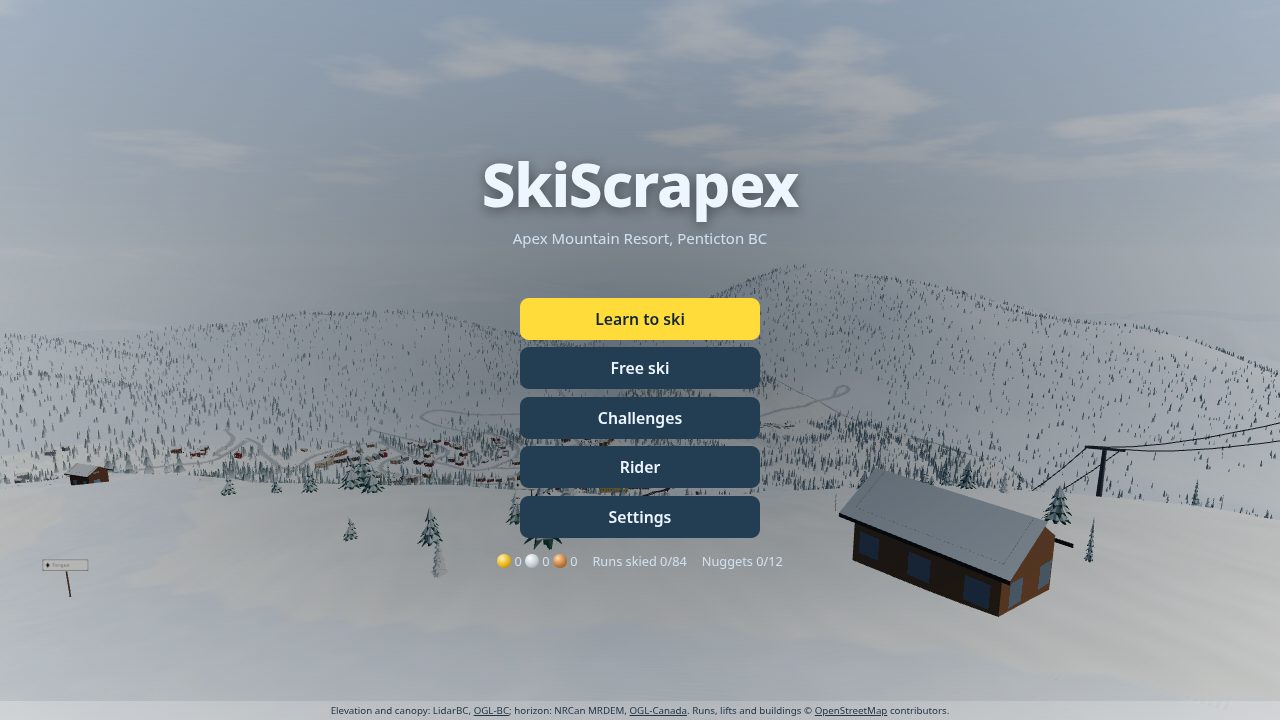 SkiScrapex
Apex Mountain Resort, Penticton BC
Learn to ski
Free ski
Challenges
Rider
Settings
0 0 0 Runs skied 0/84 Nuggets 0/12
Elevation and canopy: LidarBC, OGL-BC; horizon: NRCan MRDEM, OGL-Canada. Runs, lifts and buildings © OpenStreetMap contributors.